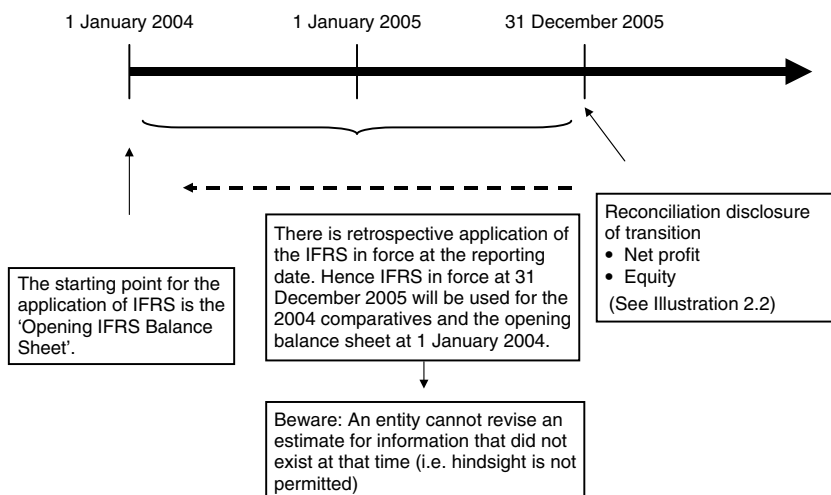 1 January 2004
1 January 2005
31 December 2005
The starting point for the
application of IFRS is the
‘Opening IFRS Balance
Sheet’.
There is retrospective application of
the IFRS in force at the reporting
date. Hence IFRS in force at 31
December 2005 will be used for the
2004 comparatives and the opening
balance sheet at 1 January 2004.
Beware: An entity cannot revise an
estimate for information that did not
exist at that time (i.e. hindsight is not
permitted)
Reconciliation disclosure
of transition
• Net profit
• Equity
(See Illustration 2.2)